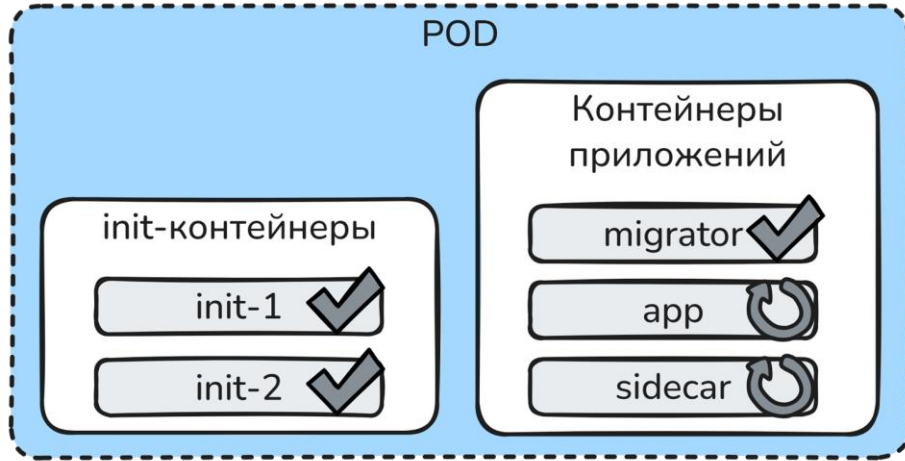 POD
init-контейнеры
init-1
init-2
Контейнеры
приложений
migrator
app
sidecar